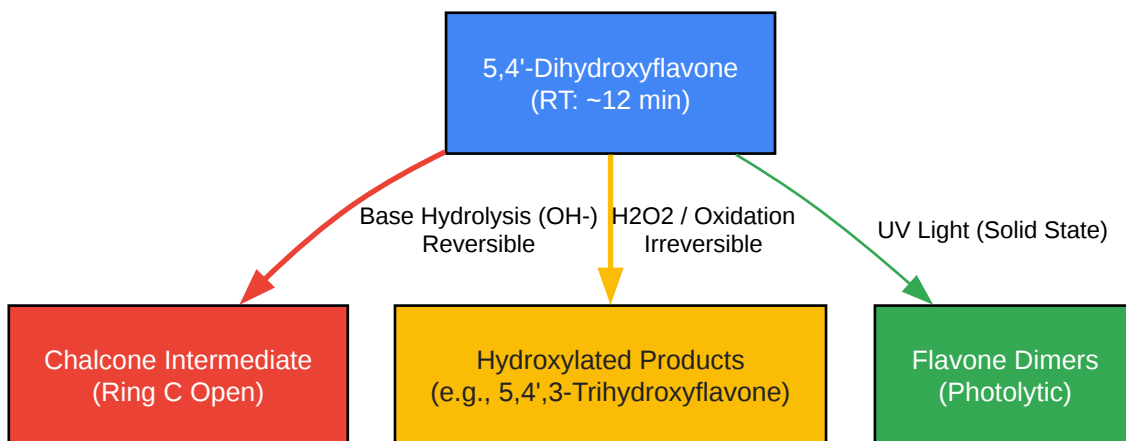 5,4'-Dihydroxyflavone
(RT: ~12 min)
Base Hydrolysis (OH-)
Reversible
H2O2 / Oxidation
Irreversible
UV Light (Solid State)
Chalcone Intermediate
(Ring C Open)
Hydroxylated Products
(e.g., 5,4',3-Trihydroxyflavone)
Flavone Dimers
(Photolytic)